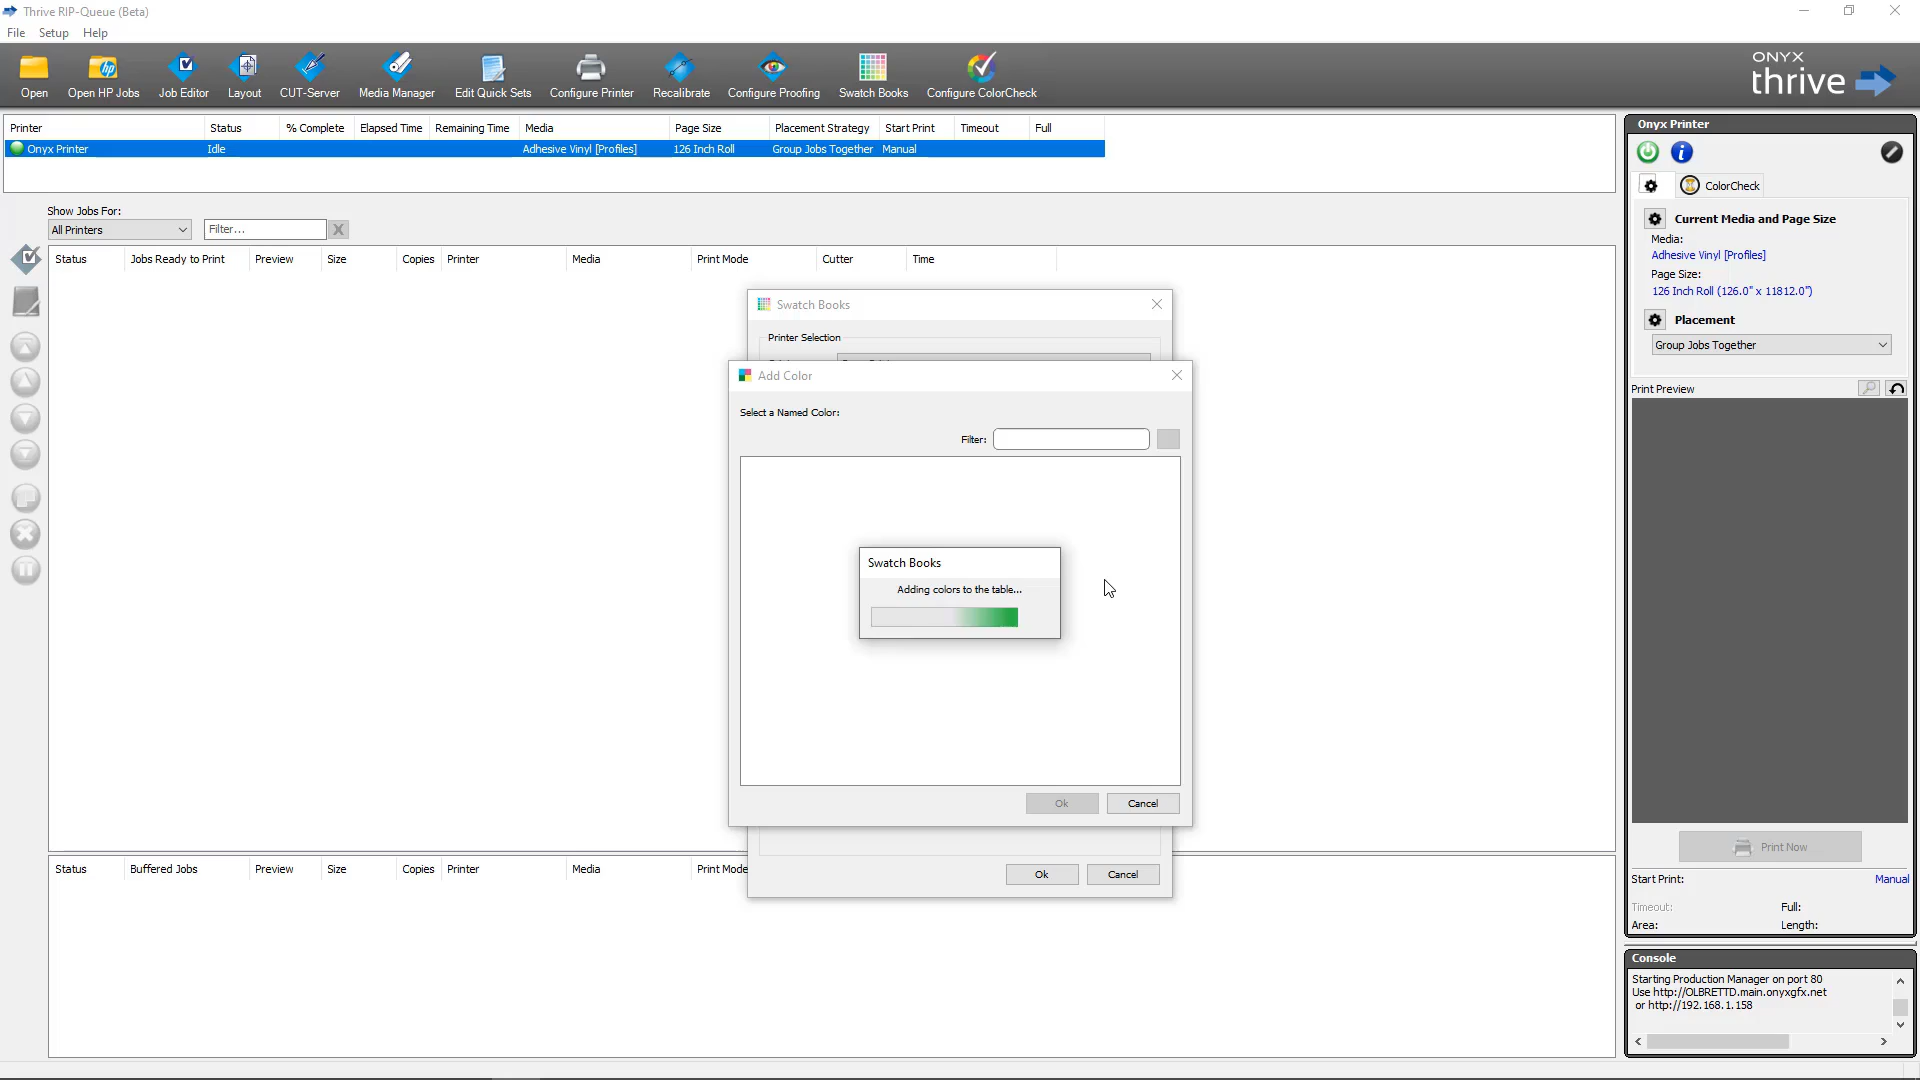 Thrive RIP-Queue (Beta)
File Setup Help
Open Open HP Jobs Job Editor Layout CUT-Server Media Manager Edit Quick Sets Configure Printer Recalibrate Configure Proofing Swatch Books Configure ColorCheck
ONYX
thrive
Printer Status % Complete Elapsed Time Remaining Time Media Page Size Placement Strategy Start Print Timeout Full
Onyx Printer Idle Adhesive Vinyl [Profiles] 126 Inch Roll Group Jobs Together Manual
Show Jobs For:
All Printers Filter... X
Status Jobs Ready to Print Preview Size Copies Printer Media Print Mode Cutter Time
Swatch Books
Printer Selection
Add Color
Select a Named Color:
Filter:
Swatch Books
Adding colors to the table...
Ok Cancel
Ok Cancel
Status Buffered Jobs Preview Size Copies Printer Media Print Mode
Onyx Printer
ColorCheck
Current Media and Page Size
Media:
Adhesive Vinyl [Profiles]
Page Size:
126 Inch Roll (126.0" x 11812.0")
Placement
Group Jobs Together
Print Preview
Print Now
Start Print: Manual
Timeout: Full:
Area: Length:
Console
Starting Production Manager on port 80
Use http://OLBRETTD.main.onyxgfx.net
or http://192.168.1.158